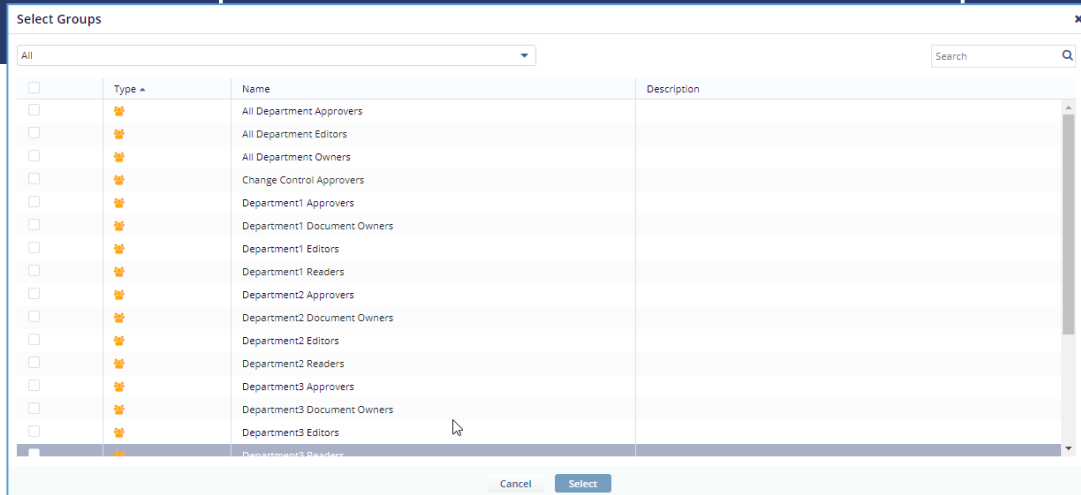 Select Groups
All
Search
Type Name Description
All Department Approvers
All Department Editors
All Department Owners
Change Control Approvers
Department1 Approvers
Department1 Document Owners
Department1 Editors
Department1 Readers
Department2 Approvers
Department2 Document Owners
Department2 Editors
Department2 Readers
Department3 Approvers
Department3 Document Owners
Department3 Editors
Department3 Readers
Cancel Select